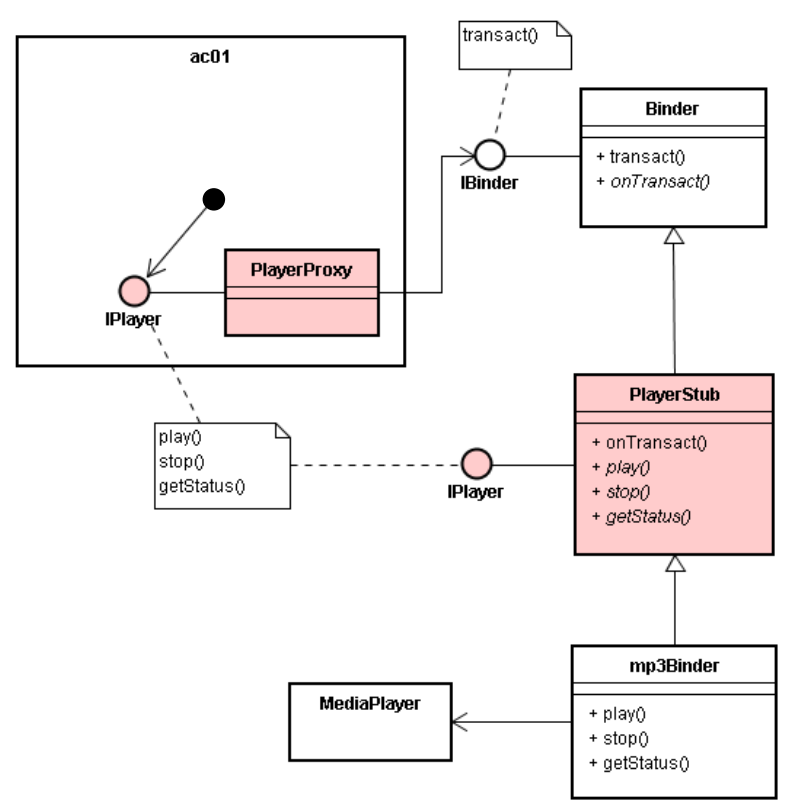 transact()
ac01
Binder
+ transact()
+ onTransact()
IBinder
PlayerProxy
IPlayer
PlayerStub
+ onTransact()
+ play()
+ stop()
+ getStatus()
play()
stop()
getStatus()
IPlayer
mp3Binder
+ play()
+ stop()
+ getStatus()
MediaPlayer